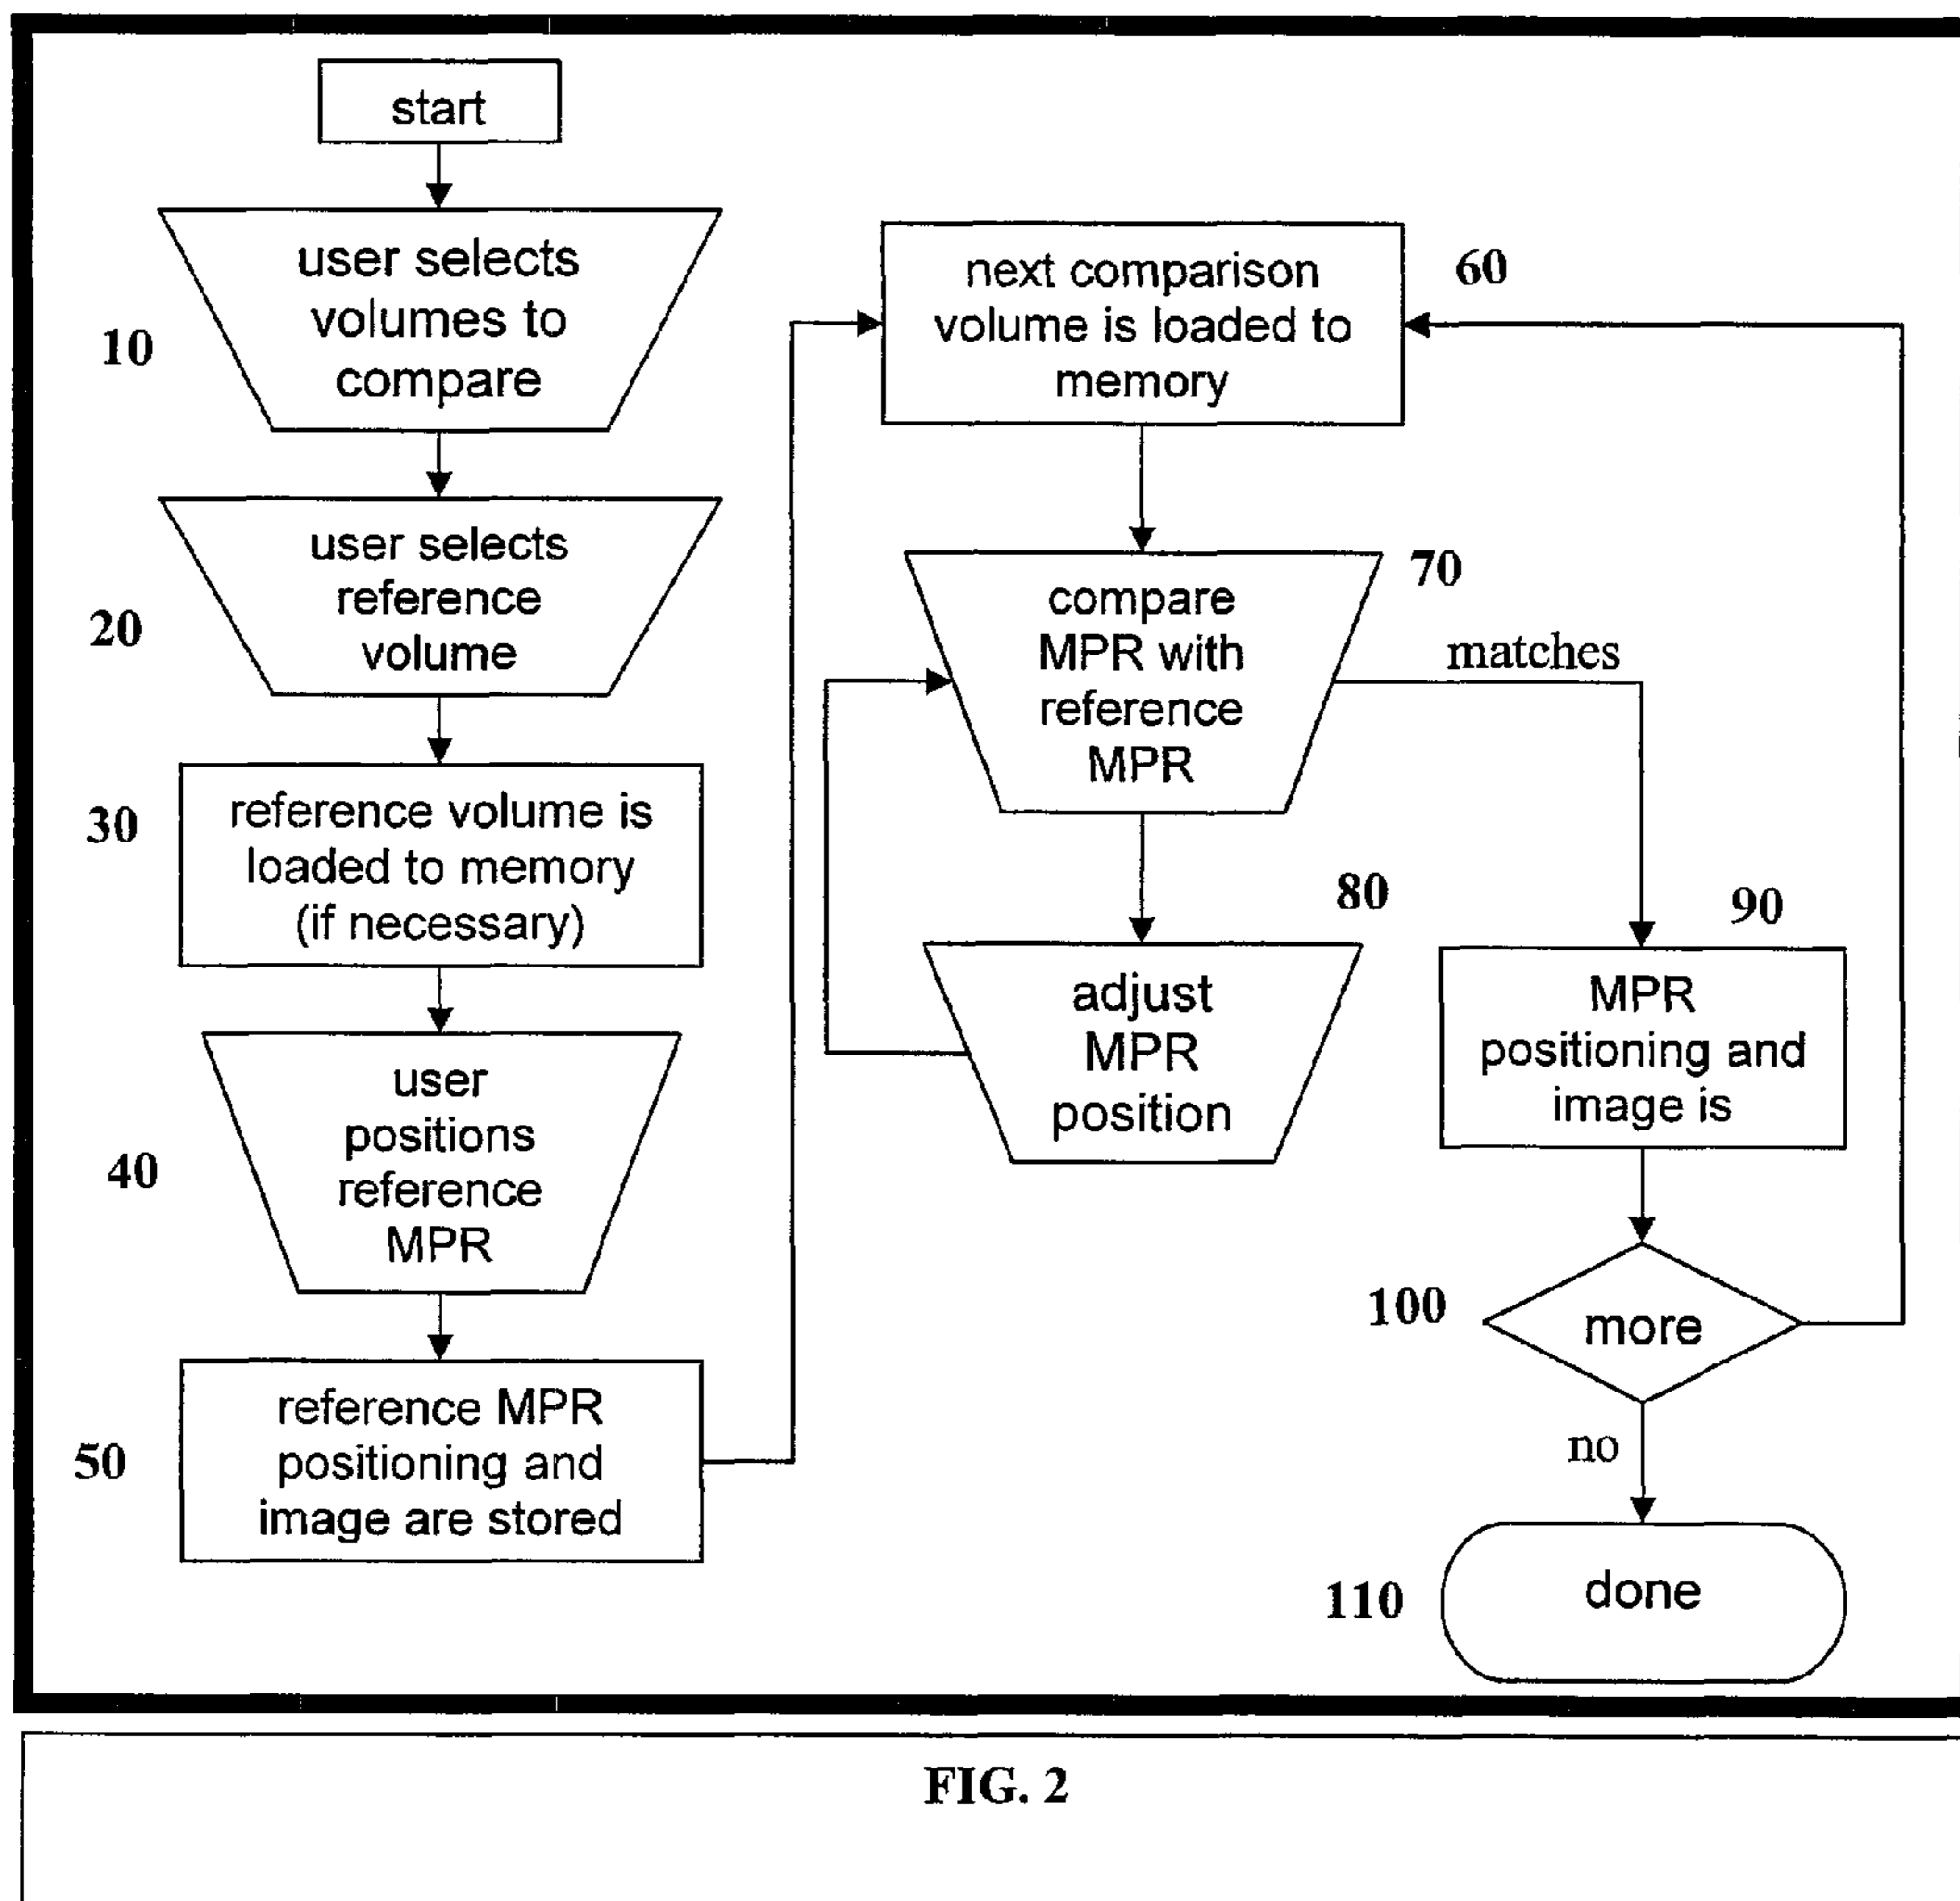 start
user selects
volumes to
compare
10
user selects
reference
volume
20
reference volume is
loaded to memory
(if necessary)
30
user
positions
reference
MPR
40
reference MPR
positioning and
image are stored
50
next comparison
volume is loaded to
memory
60
compare
MPR with
reference
MPR
70
matches
adjust
MPR
position
80
MPR
positioning and
image is
90
more
100
no
done
110
FIG. 2